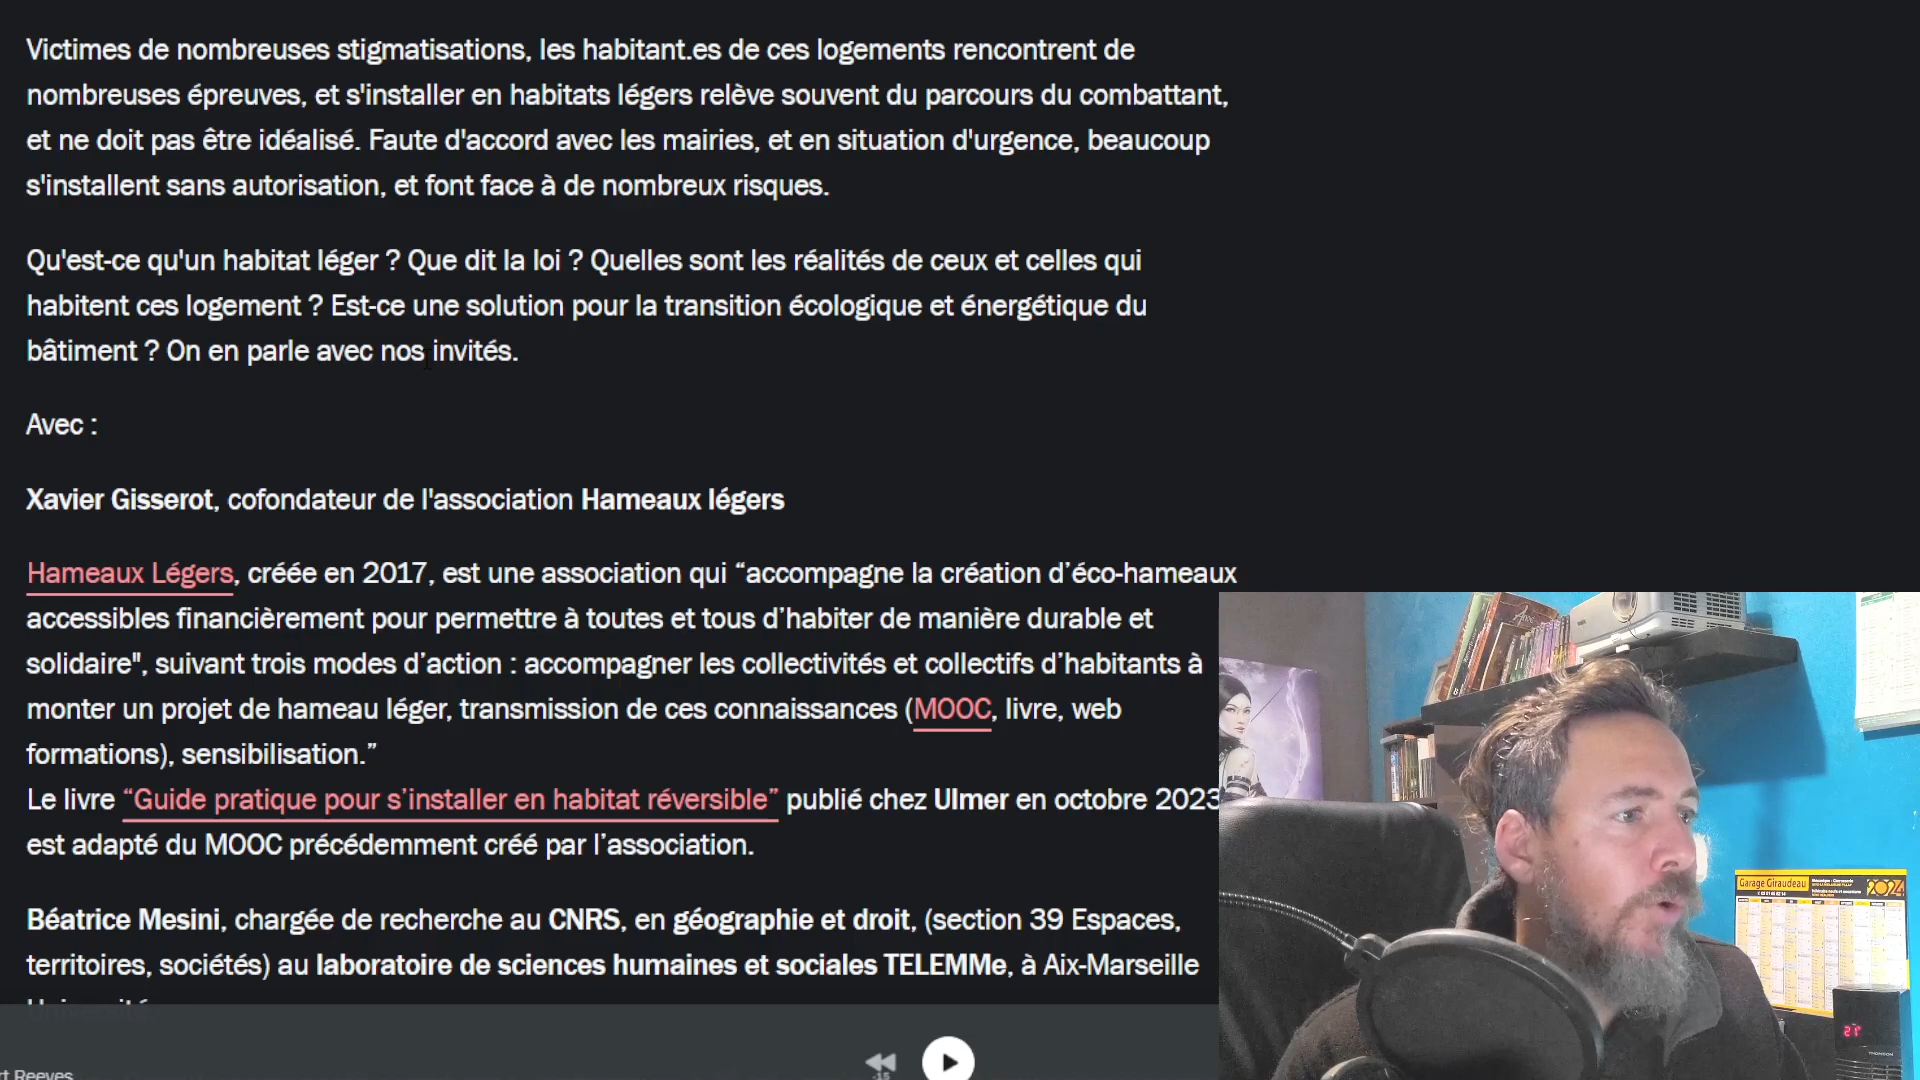 Victimes de nombreuses stigmatisations, les habitant.es de ces logements rencontrent de
nombreuses épreuves, et s'installer en habitats légers relève souvent du parcours du combattant,
et ne doit pas être idéalisé. Faute d'accord avec les mairies, et en situation d'urgence, beaucoup
s'installent sans autorisation, et font face à de nombreux risques.
Qu'est-ce qu'un habitat léger ? Que dit la loi ? Quelles sont les réalités de ceux et celles qui
habitent ces logement ? Est-ce une solution pour la transition écologique et énergétique du
bâtiment ? On en parle avec nos invités.
Avec :
Xavier Gisserot, cofondateur de l'association Hameaux légers
Hameaux Légers, créée en 2017, est une association qui “accompagne la création d’éco-hameaux
accessibles financièrement pour permettre à toutes et tous d’habiter de manière durable et
solidaire", suivant trois modes d’action : accompagner les collectivités et collectifs d’habitants à
monter un projet de hameau léger, transmission de ces connaissances (MOOC, livre, web
formations), sensibilisation.”
Le livre “Guide pratique pour s’installer en habitat réversible” publié chez Ulmer en octobre 2023
est adapté du MOOC précédemment créé par l’association.
Béatrice Mesini, chargée de recherche au CNRS, en géographie et droit, (section 39 Espaces,
territoires, sociétés) au laboratoire de sciences humaines et sociales TELEMMe, à Aix-Marseille
Université
rt Reeves
15
Garage Giraudeau
2024
21°
THOMSON